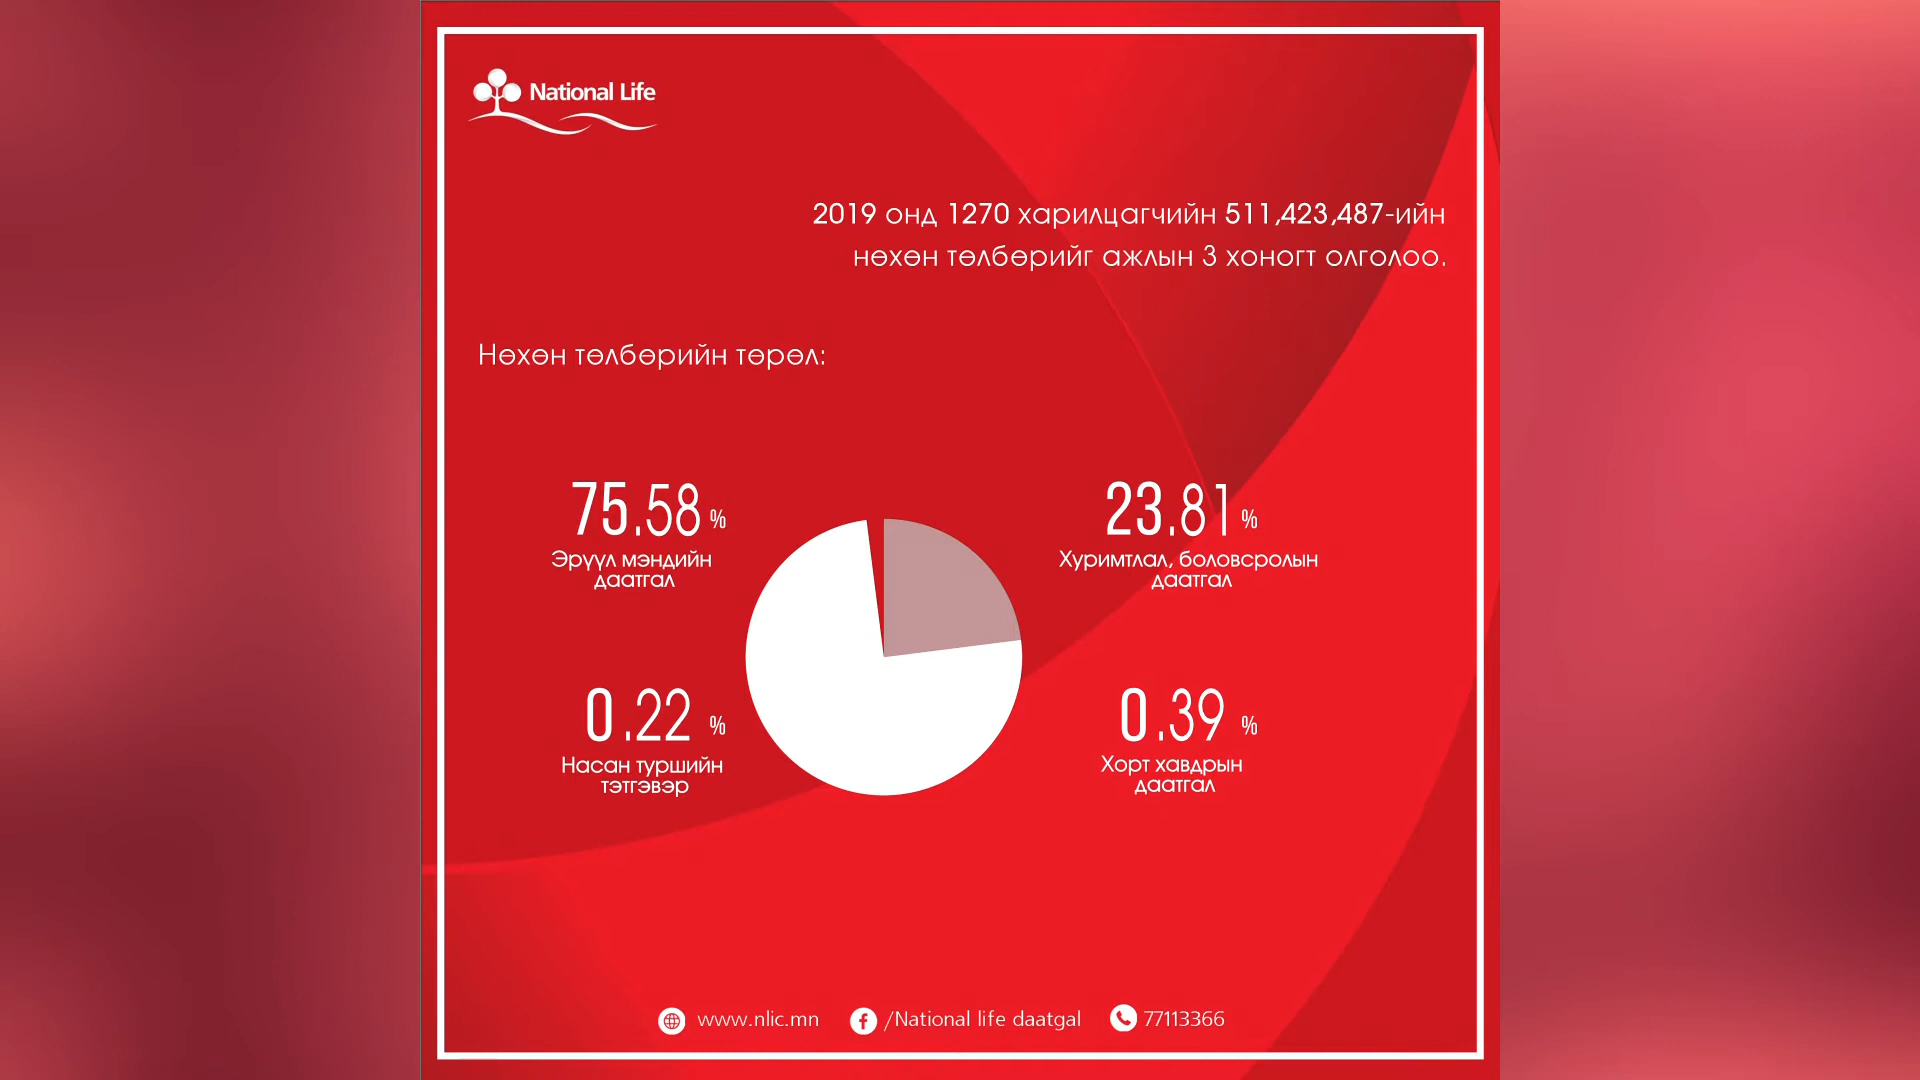 National Life
2019 онд 1270 харилцагчийн 511,423,487-ийн
нөхөн төлбөрийг ажлын 3 хоногт олголоо.
Нөхөн төлбөрийн төрөл:
75.58 %
Эрүүл мэндийн
даатгал
23.81 %
Хуримтлал, боловсролын
даатгал
0.22 %
Насан туршийн
тэтгэвэр
0.39 %
Хорт хавдрын
даатгал
www.nlic.mn
/National life daatgal
77113366